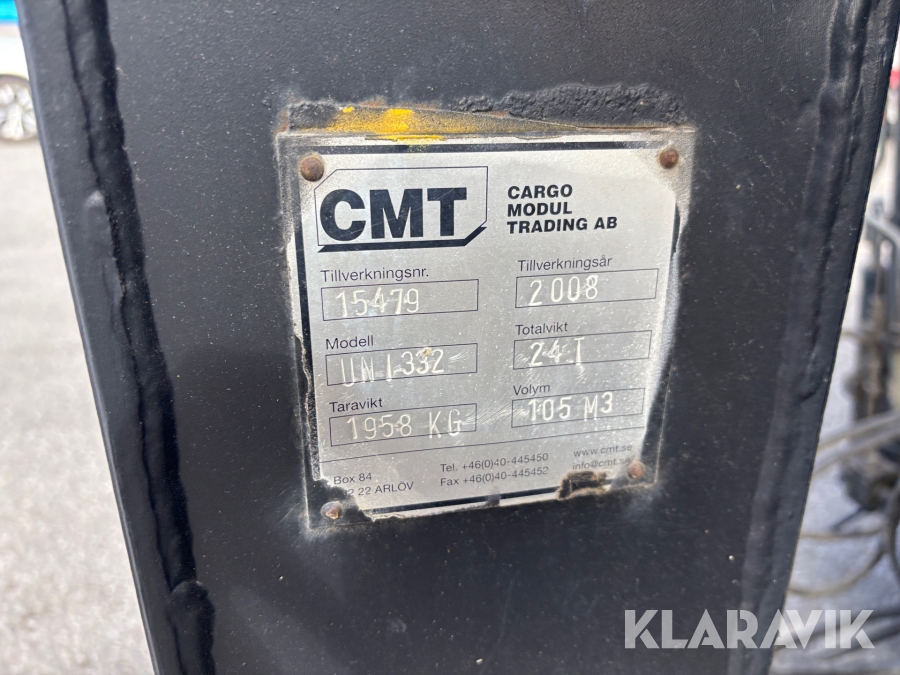 CMT
CARGO
MODUL
TRADING AB
Tillverkningsnr.
15479
Tillverkningsår
2008
Modell
UNI332
Totalvikt
24.T
Taravikt
1958 KG
Volym
105 M3
Box 84
22 ARLÖV
Tel. +46(0)40-445450
Fax +46(0)40-445452
www.cmt.se
info@cmt.s
KLARAVIK